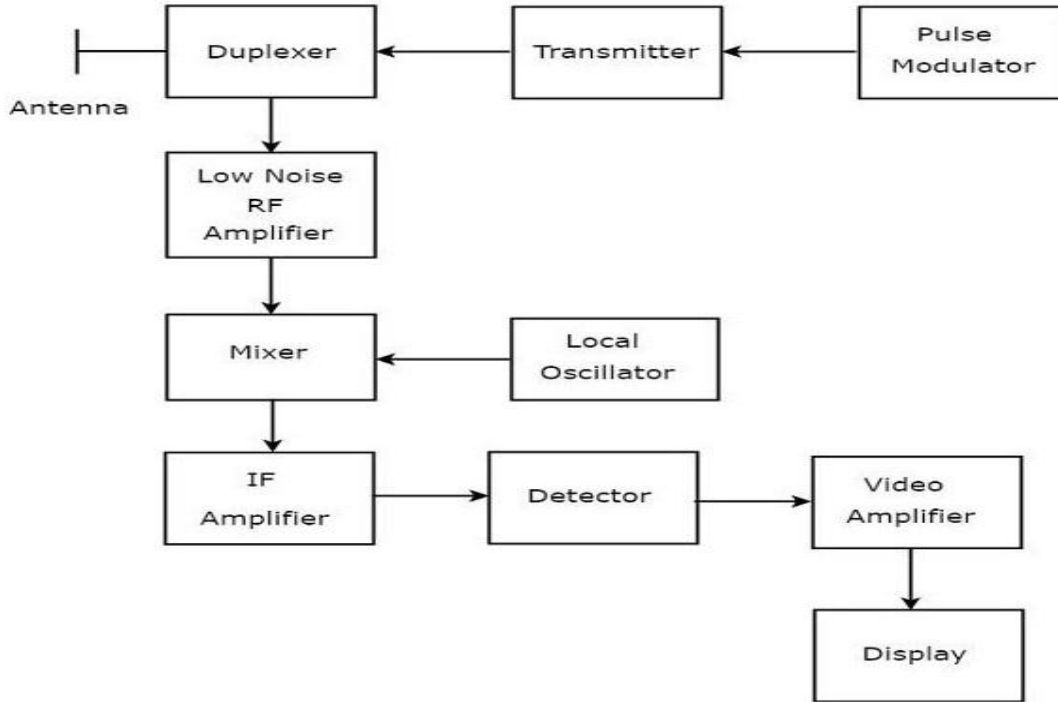 Duplexer
Transmitter
Pulse
Modulator
Antenna
Low Noise
RF
Amplifier
Mixer
Local
Oscillator
IF
Amplifier
Detector
Video
Amplifier
Display